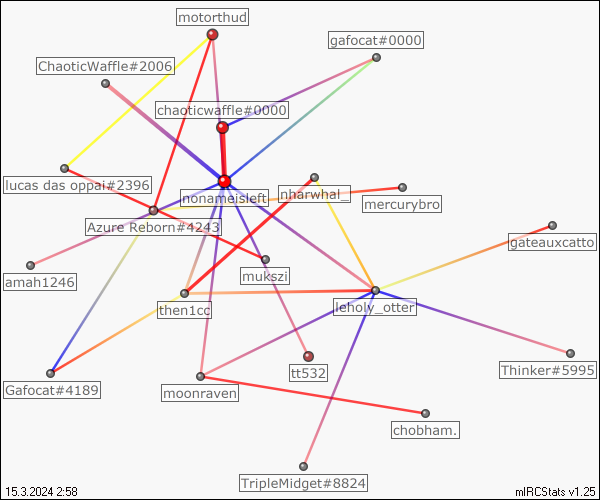 motorthud
gafocat#0000
ChaoticWaffle#2006
chaoticwaffle#0000
lucas das oppai#2396
nonameisleft
nharwhal_
mercurybro
Azure Reborn#4243
gateauxcatto
amah1246
mukszi
then1cc
leholy_otter
tt532
Thinker#5995
Gafocat#4189
moonraven
chobham.
TripleMidget#8824
15.3.2024 2:58
mIRCStats v1.25